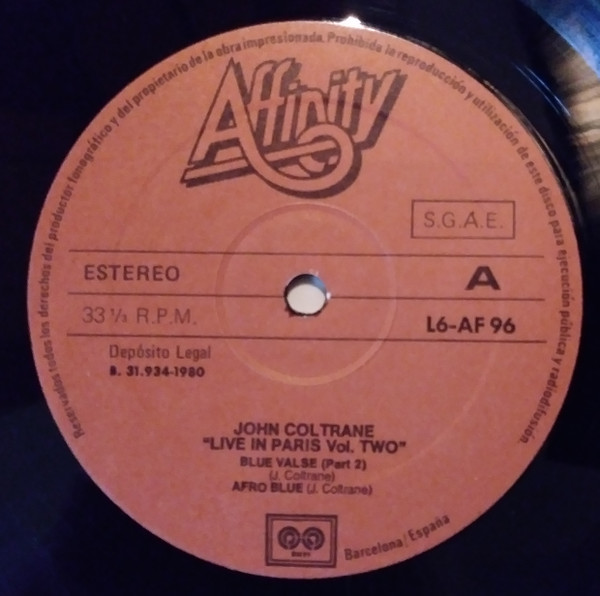 Reservados todos los derechos del productor fonográfico y del propietario de la obra impresionada. Prohibida la reproducción y utilización de este disco para ejecución pública y radiodifusión.
Affinity
S.G.A.E.
ESTEREO
A
33 1/3 R.P.M.
L6-AF 96
Depósito Legal
B. 31.934-1980
JOHN COLTRANE
"LIVE IN PARIS Vol. TWO"
BLUE VALSE (Part 2)
(J. Coltrane)
AFRO BLUE (J. Coltrane)
Barcelona/España